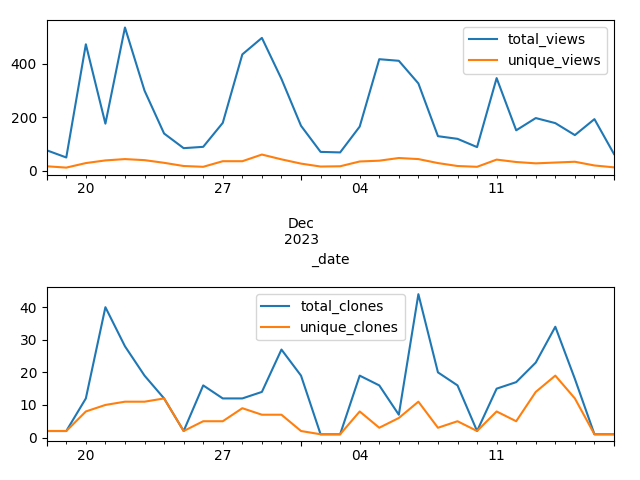 total_views
unique_views
400
200
0
20
27
04
11
Dec
2023
_date
total_clones
unique_clones
40
30
20
10
0
20
27
04
11